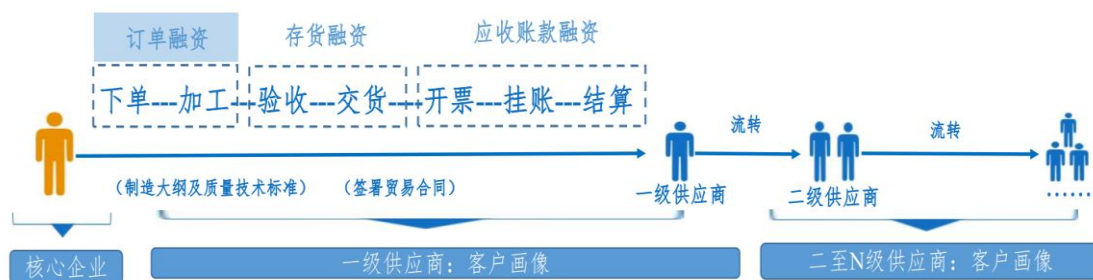 订单融资 存货融资 应收账款融资
下单---加工---验收---交货---开票---挂账---结算
流转 流转
（制造大纲及质量技术标准） （签署贸易合同）
一级供应商 二级供应商 ······
核心企业 一级供应商：客户画像 二至N级供应商：客户画像